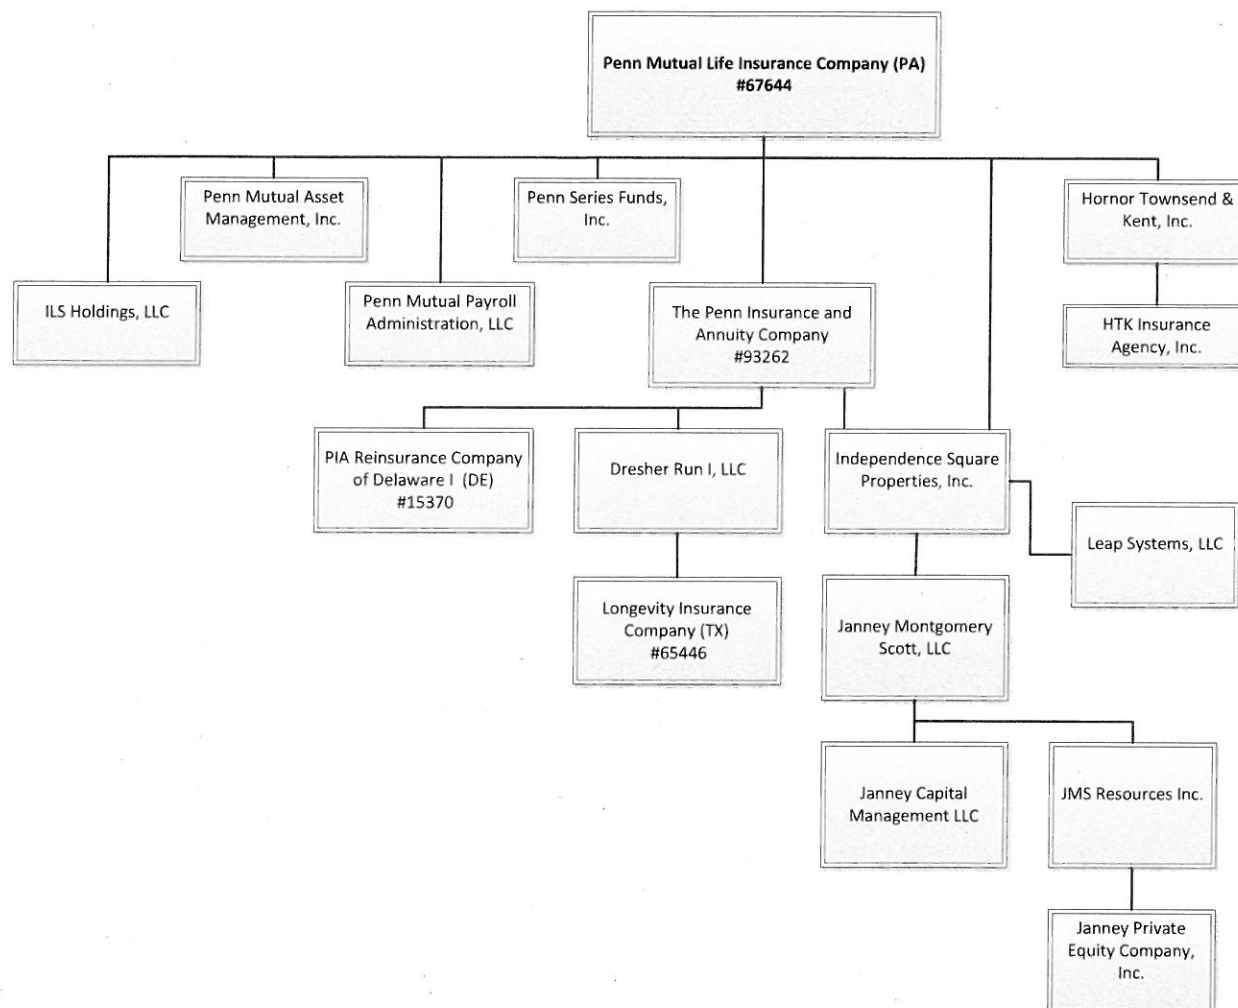 Penn Mutual Life Insurance Company (PA)
#67644
Penn Mutual Asset
Management, Inc.
Penn Series Funds,
Inc.
Hornor Townsend &
Kent, Inc.
ILS Holdings, LLC
Penn Mutual Payroll
Administration, LLC
The Penn Insurance and
Annuity Company
#93262
HTK Insurance
Agency, Inc.
PIA Reinsurance Company
of Delaware I (DE)
#15370
Dresher Run I, LLC
Independence Square
Properties, Inc.
Leap Systems, LLC
Longevity Insurance
Company (TX)
#65446
Janney Montgomery
Scott, LLC
Janney Capital
Management LLC
JMS Resources Inc.
Janney Private
Equity Company,
Inc.